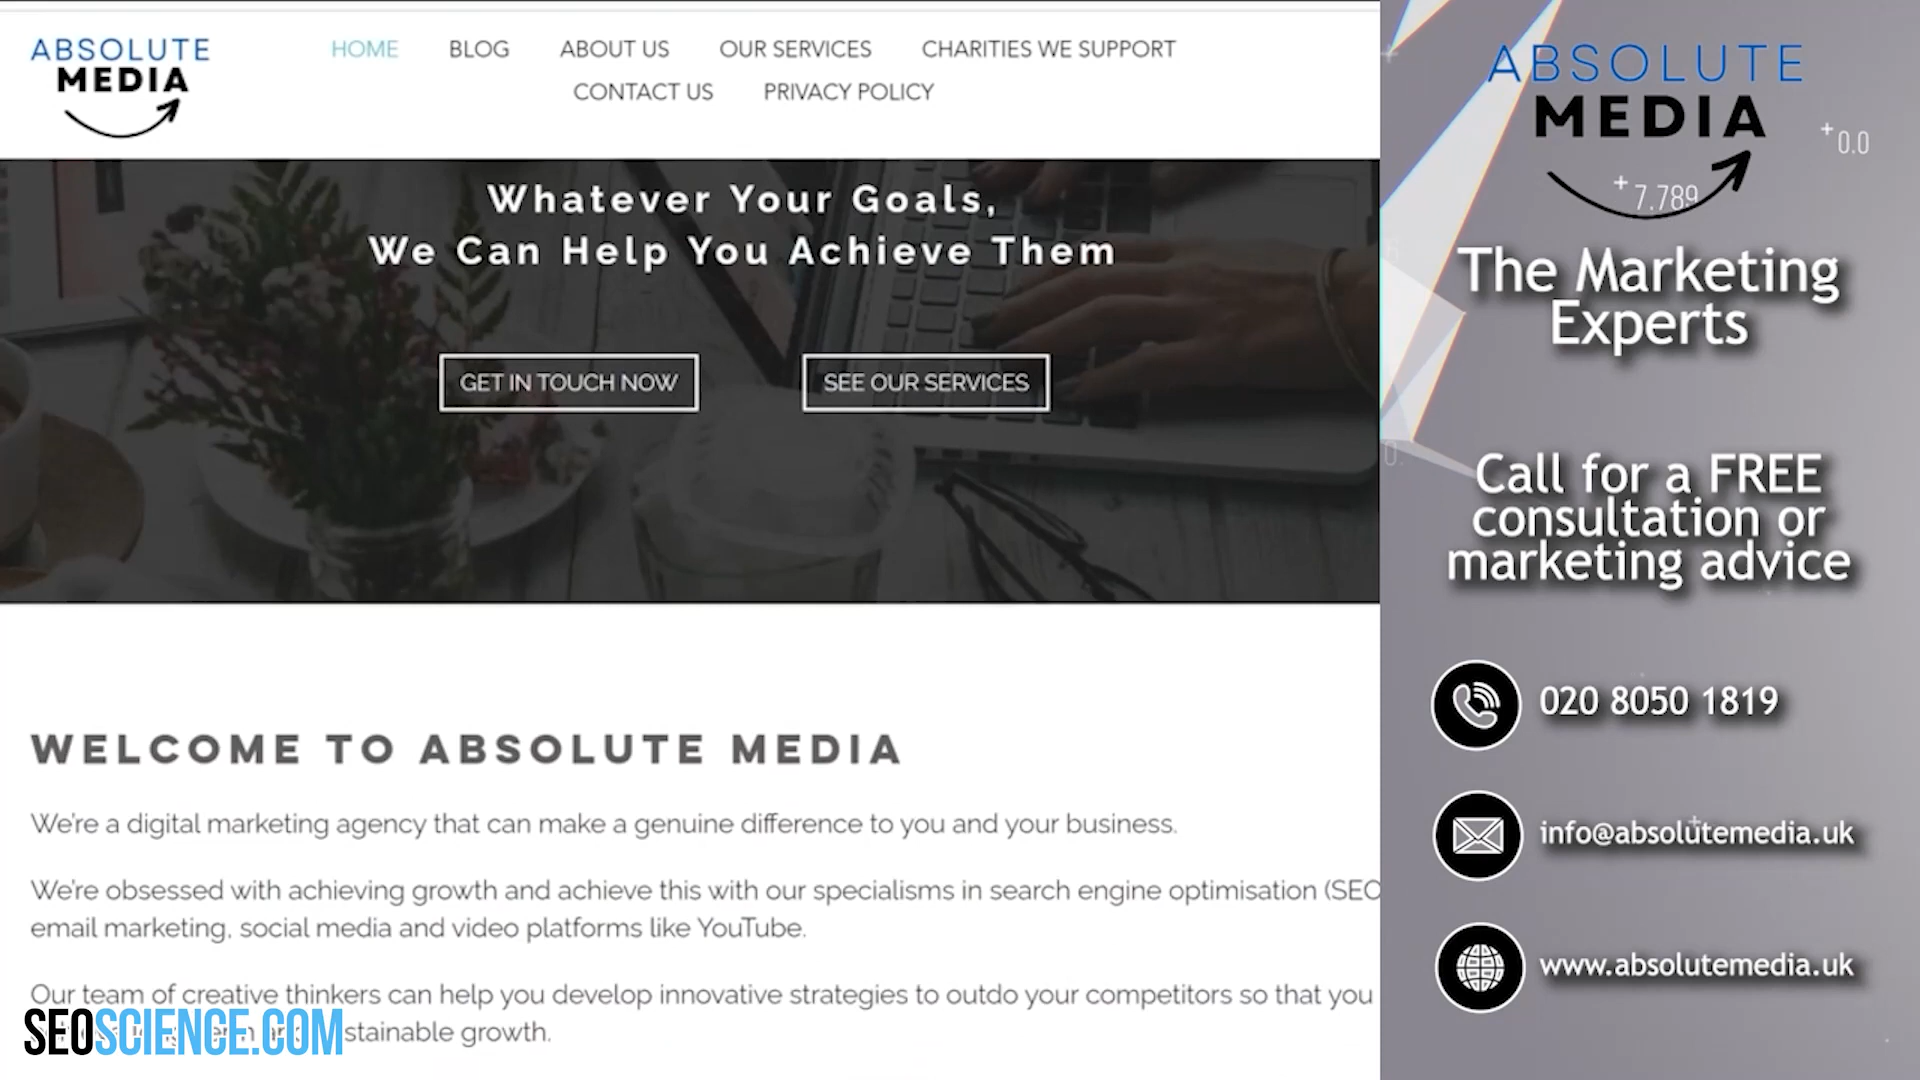 ABSOLUTE
MEDIA
HOME BLOG ABOUT US OUR SERVICES CHARITIES WE SUPPORT
CONTACT US PRIVACY POLICY
Whatever Your Goals,
We Can Help You Achieve Them
GET IN TOUCH NOW SEE OUR SERVICES
WELCOME TO ABSOLUTE MEDIA
We're a digital marketing agency that can make a genuine difference to you and your business.
We're obsessed with achieving growth and achieve this with our specialisms in search engine optimisation (SEO
email marketing, social media and video platforms like YouTube.
Our team of creative thinkers can help you develop innovative strategies to outdo your competitors so that you
stainable growth.
SEOSCIENCE.COM
ABSOLUTE
MEDIA
+ 0.0
+ 7.789
The Marketing
Experts
Call for a FREE
consultation or
marketing advice
020 8050 1819
info@absolutemedia.uk
www.absolutemedia.uk